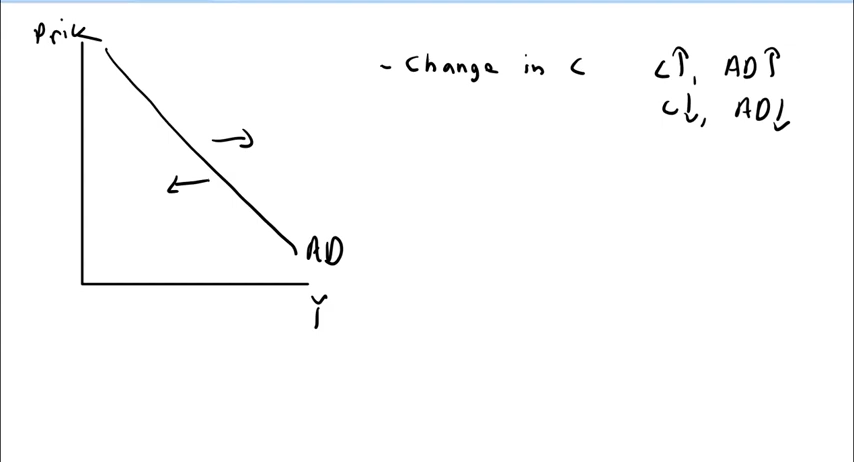 Price
- Change in C C↑, AD↑
C↓, AD↓
AD
Y